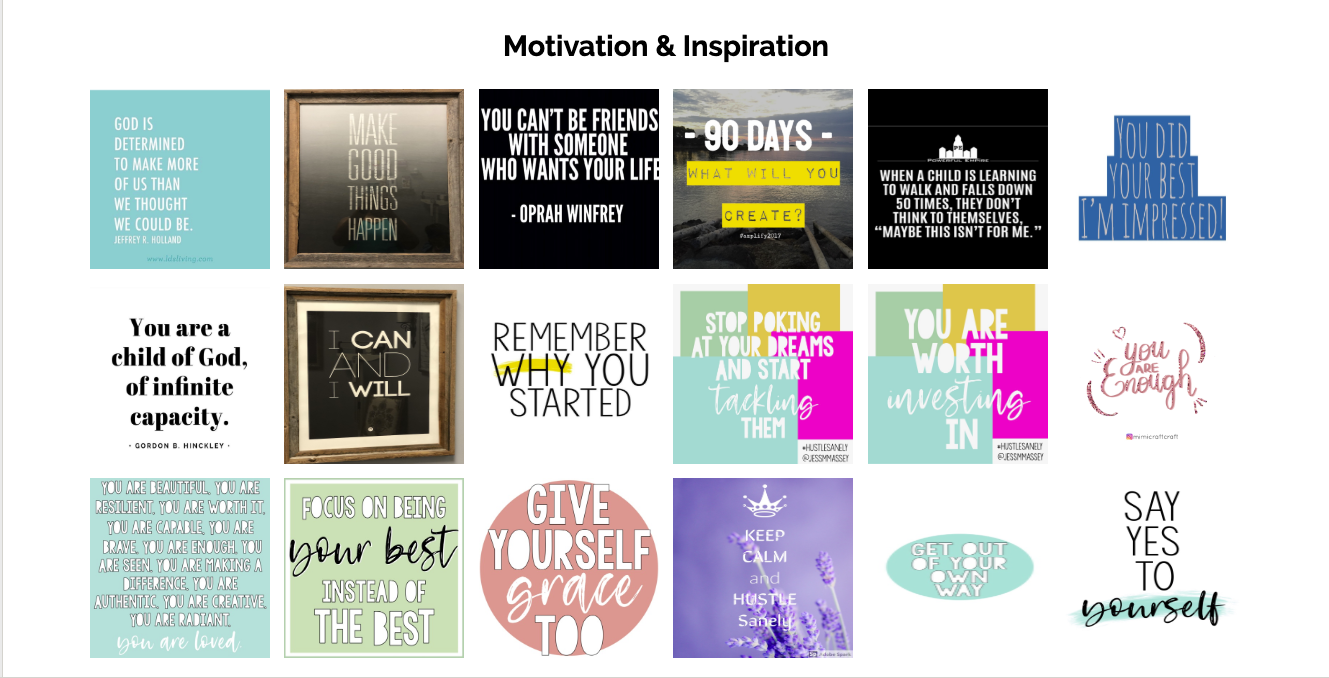 Motivation & Inspiration
GOD IS
DETERMINED
TO MAKE MORE
OF US THAN
WE THOUGHT
WE COULD BE.
JEFFREY R. HOLLAND
www.ldsliving.com
MAKE
GOOD
THINGS
HAPPEN
YOU CAN'T BE FRIENDS
WITH SOMEONE
WHO WANTS YOUR LIFE
- OPRAH WINFREY
- 90 DAYS -
WHAT WILL YOU
CREATE?
@amplify2017
PE
POWERFUL EMPIRE
WHEN A CHILD IS LEARNING
TO WALK AND FALLS DOWN
50 TIMES, THEY DON'T
THINK TO THEMSELVES,
"MAYBE THIS ISN'T FOR ME."
YOU DID
YOUR BEST
I'M IMPRESSED!
You are a
child of God,
of infinite
capacity.
· GORDON B. HINCKLEY ·
I CAN
AND
I WILL
REMEMBER
WHY YOU
STARTED
STOP POKING
AT YOUR DREAMS
AND START
tackling
THEM
#HUSTLESANELY
@JESSMMASSEY
YOU ARE
WORTH
investing
IN
#HUSTLESANELY
@JESSMMASSEY
you
ARE
Enough
@mimicraftcraft
YOU ARE BEAUTIFUL, YOU ARE
RESILIENT, YOU ARE WORTH IT,
YOU ARE CAPABLE, YOU ARE
BRAVE, YOU ARE ENOUGH, YOU
ARE SEEN, YOU ARE MAKING A
DIFFERENCE, YOU ARE
AUTHENTIC, YOU ARE CREATIVE,
YOU ARE RADIANT,
you are loved.
FOCUS ON BEING
your best
INSTEAD OF
THE BEST
GIVE
YOURSELF
grace
TOO
KEEP
CALM
and
HUSTLE
Sanely
Adobe Spark
GET OUT
OF YOUR
OWN
WAY
SAY
YES
TO
yourself